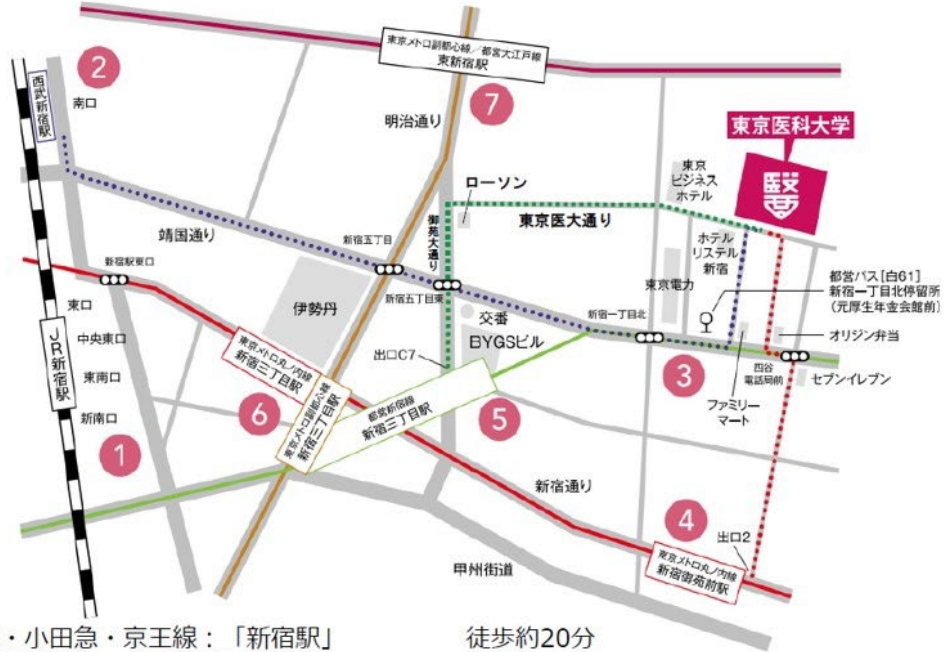 東京メトロ副都心線／都営大江戸線
東新宿駅
2
西武新宿駅
南口
7
明治通り
東京医科大学
醫
ローソン
東京
ビジネス
ホテル
御苑大通り
東京医大通り
靖国通り
新宿五丁目
ホテル
リステル
新宿
新宿駅東口
新宿五丁目東
東京電力
都営バス[白61]
新宿一丁目北停留所
(元厚生年金会館前)
東口
伊勢丹
交番
新宿一丁目北
JR新宿駅
中央東口
BYGSビル
オリジン弁当
東京メトロ丸ノ内線
新宿三丁目駅
出口C7
3
四谷
電話局前
セブンイレブン
東南口
ファミリー
マート
6
東京メトロ副都心線
新宿三丁目駅
都営新宿線
新宿三丁目駅
5
新南口
1
新宿通り
4
出口2
東京メトロ丸ノ内線
新宿御苑前駅
甲州街道
・小田急・京王線：「新宿駅」　徒歩約20分